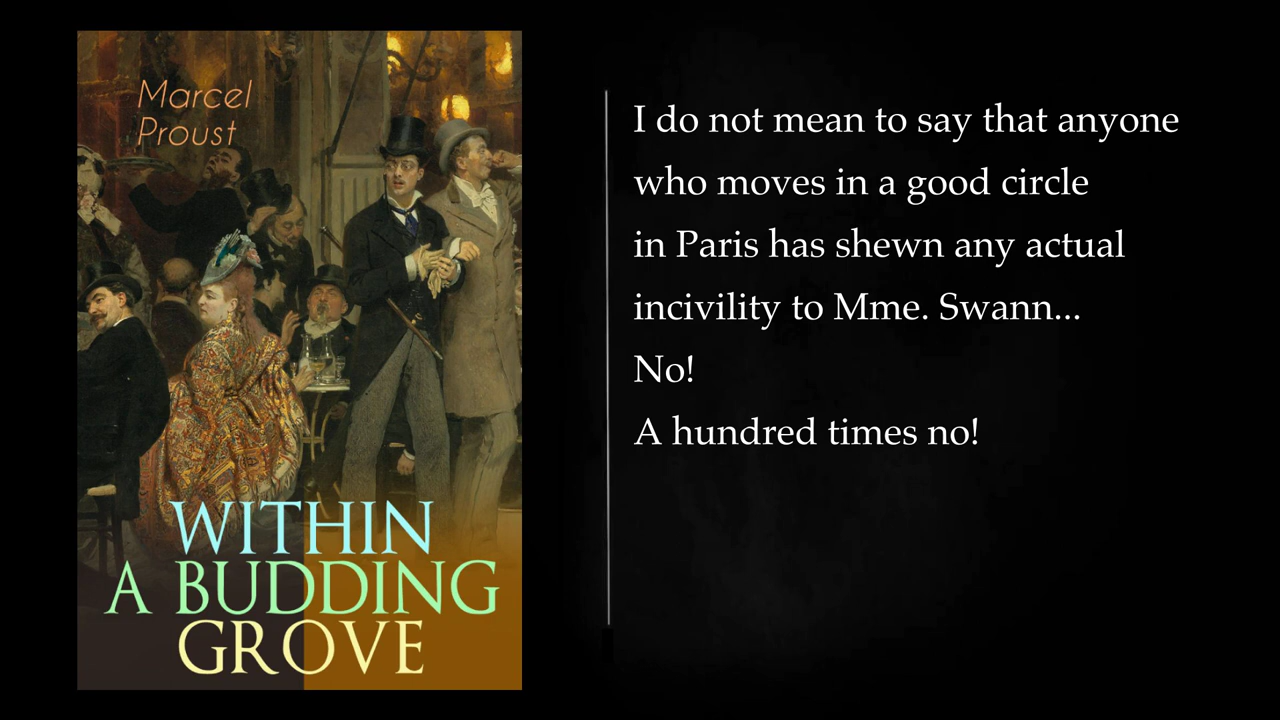 Marcel
Proust
WITHIN
A BUDDING
GROVE
I do not mean to say that anyone
who moves in a good circle
in Paris has shewn any actual
incivility to Mme. Swann...
No!
A hundred times no!